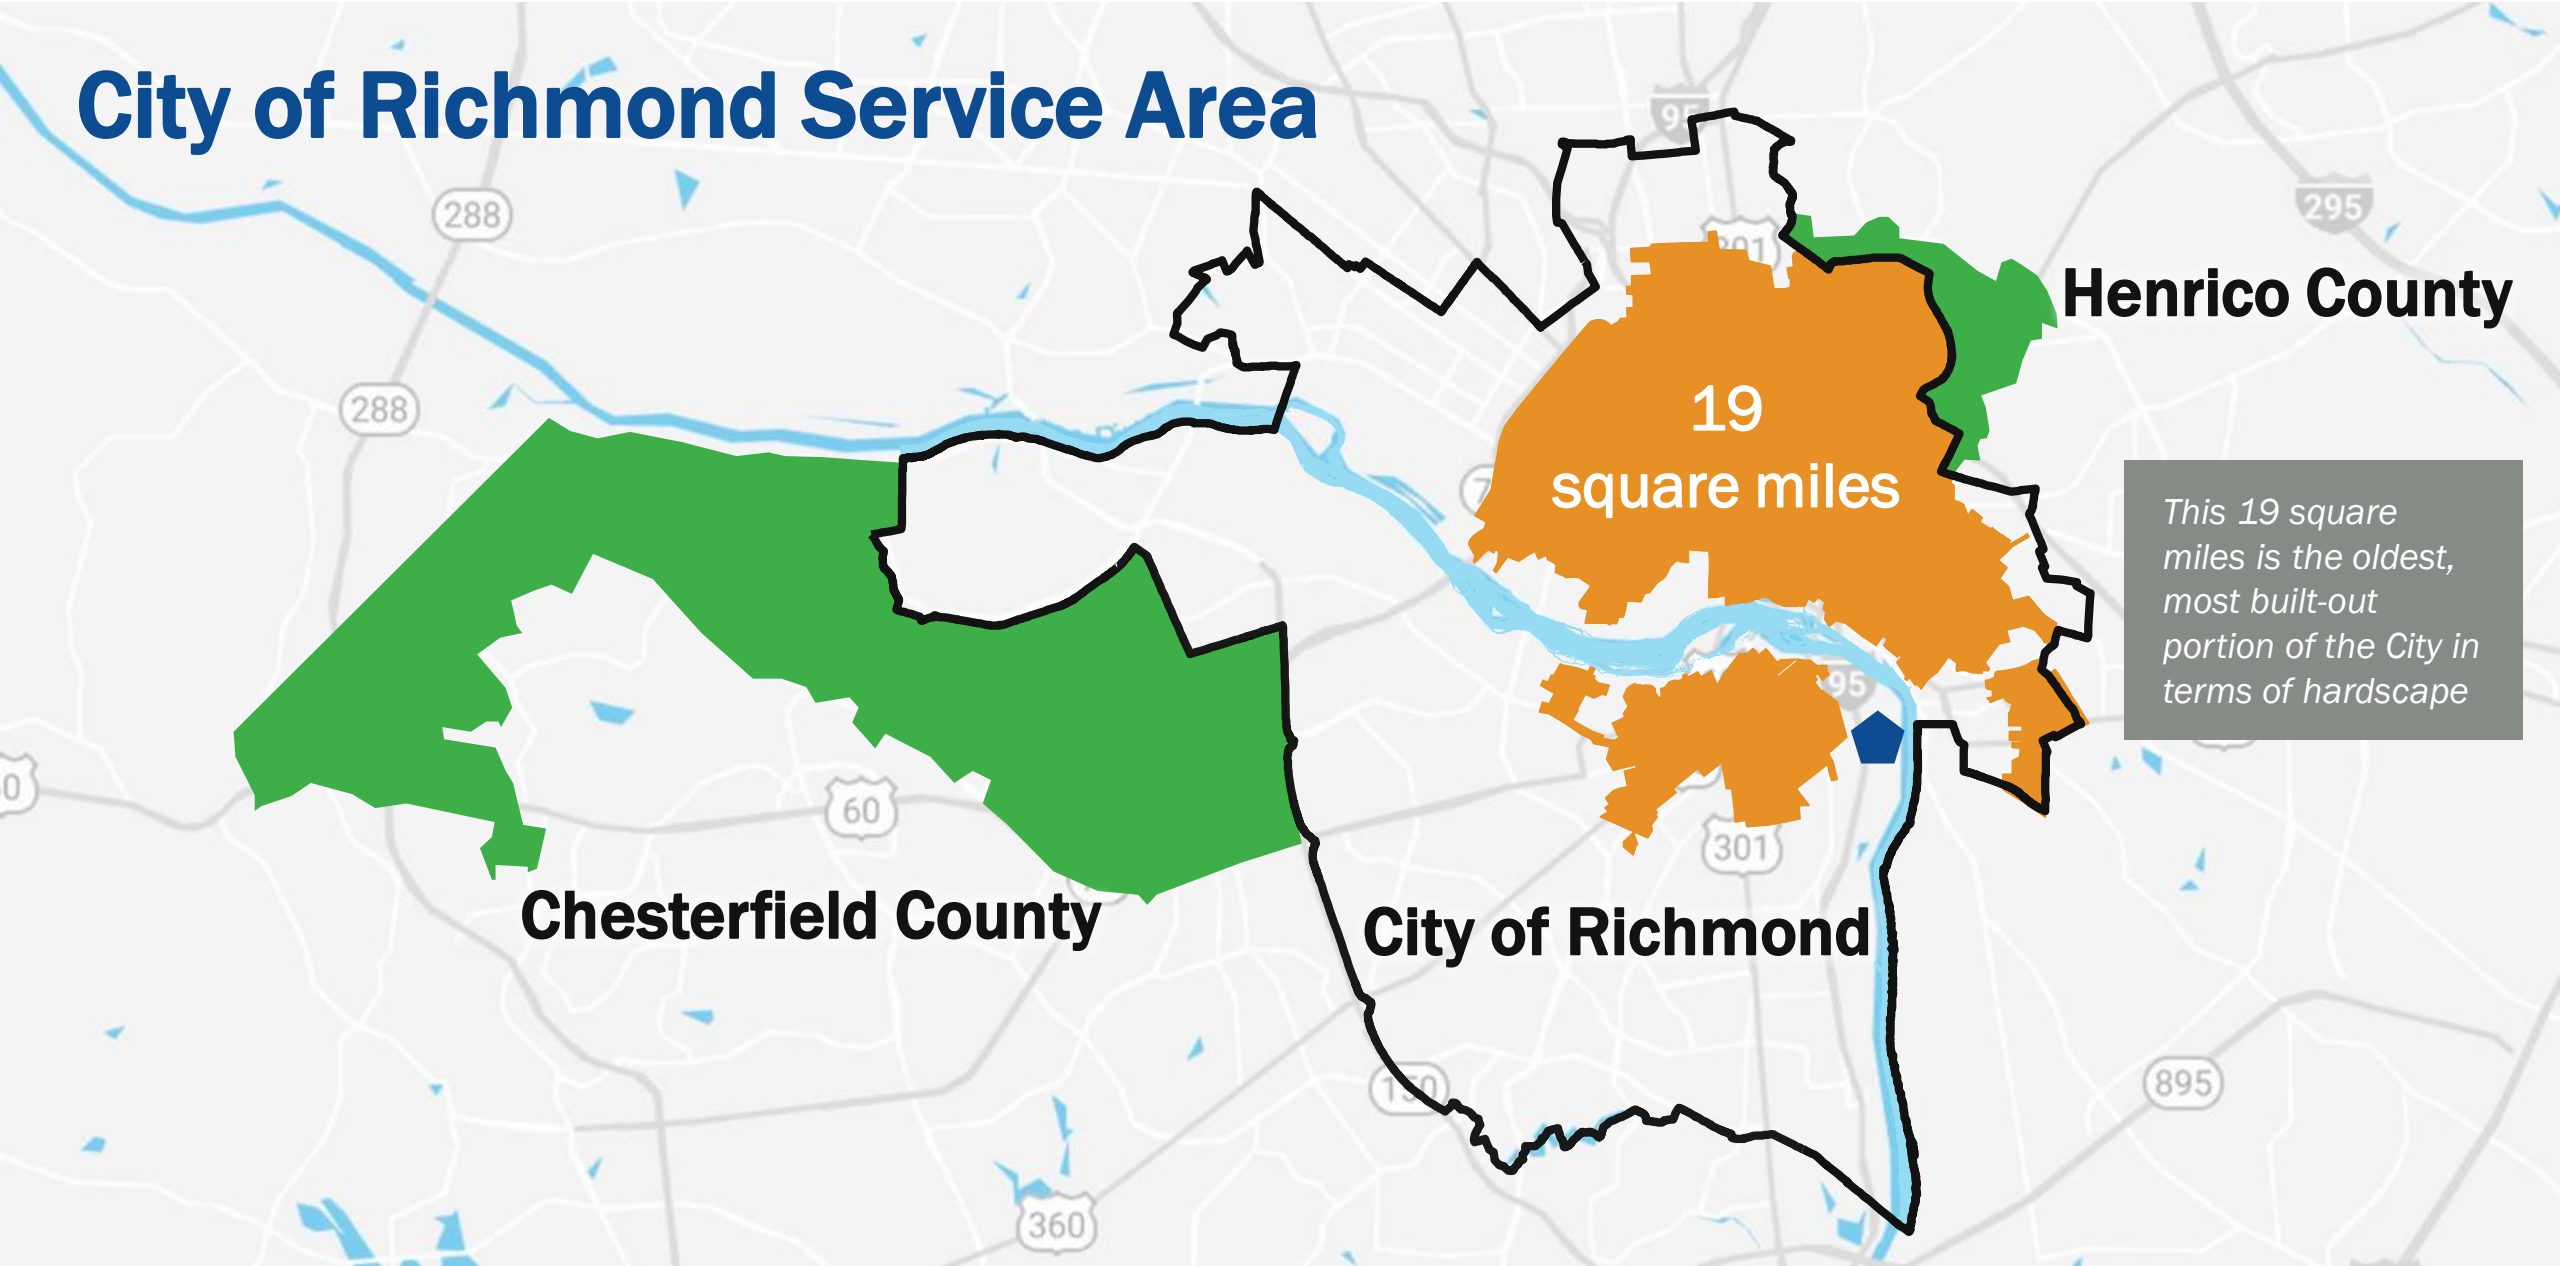 City of Richmond Service Area
95
288
301
295
Henrico County
288
19
square miles
This 19 square
miles is the oldest,
most built-out
portion of the City in
terms of hardscape
95
60
301
Chesterfield County
City of Richmond
150
895
360